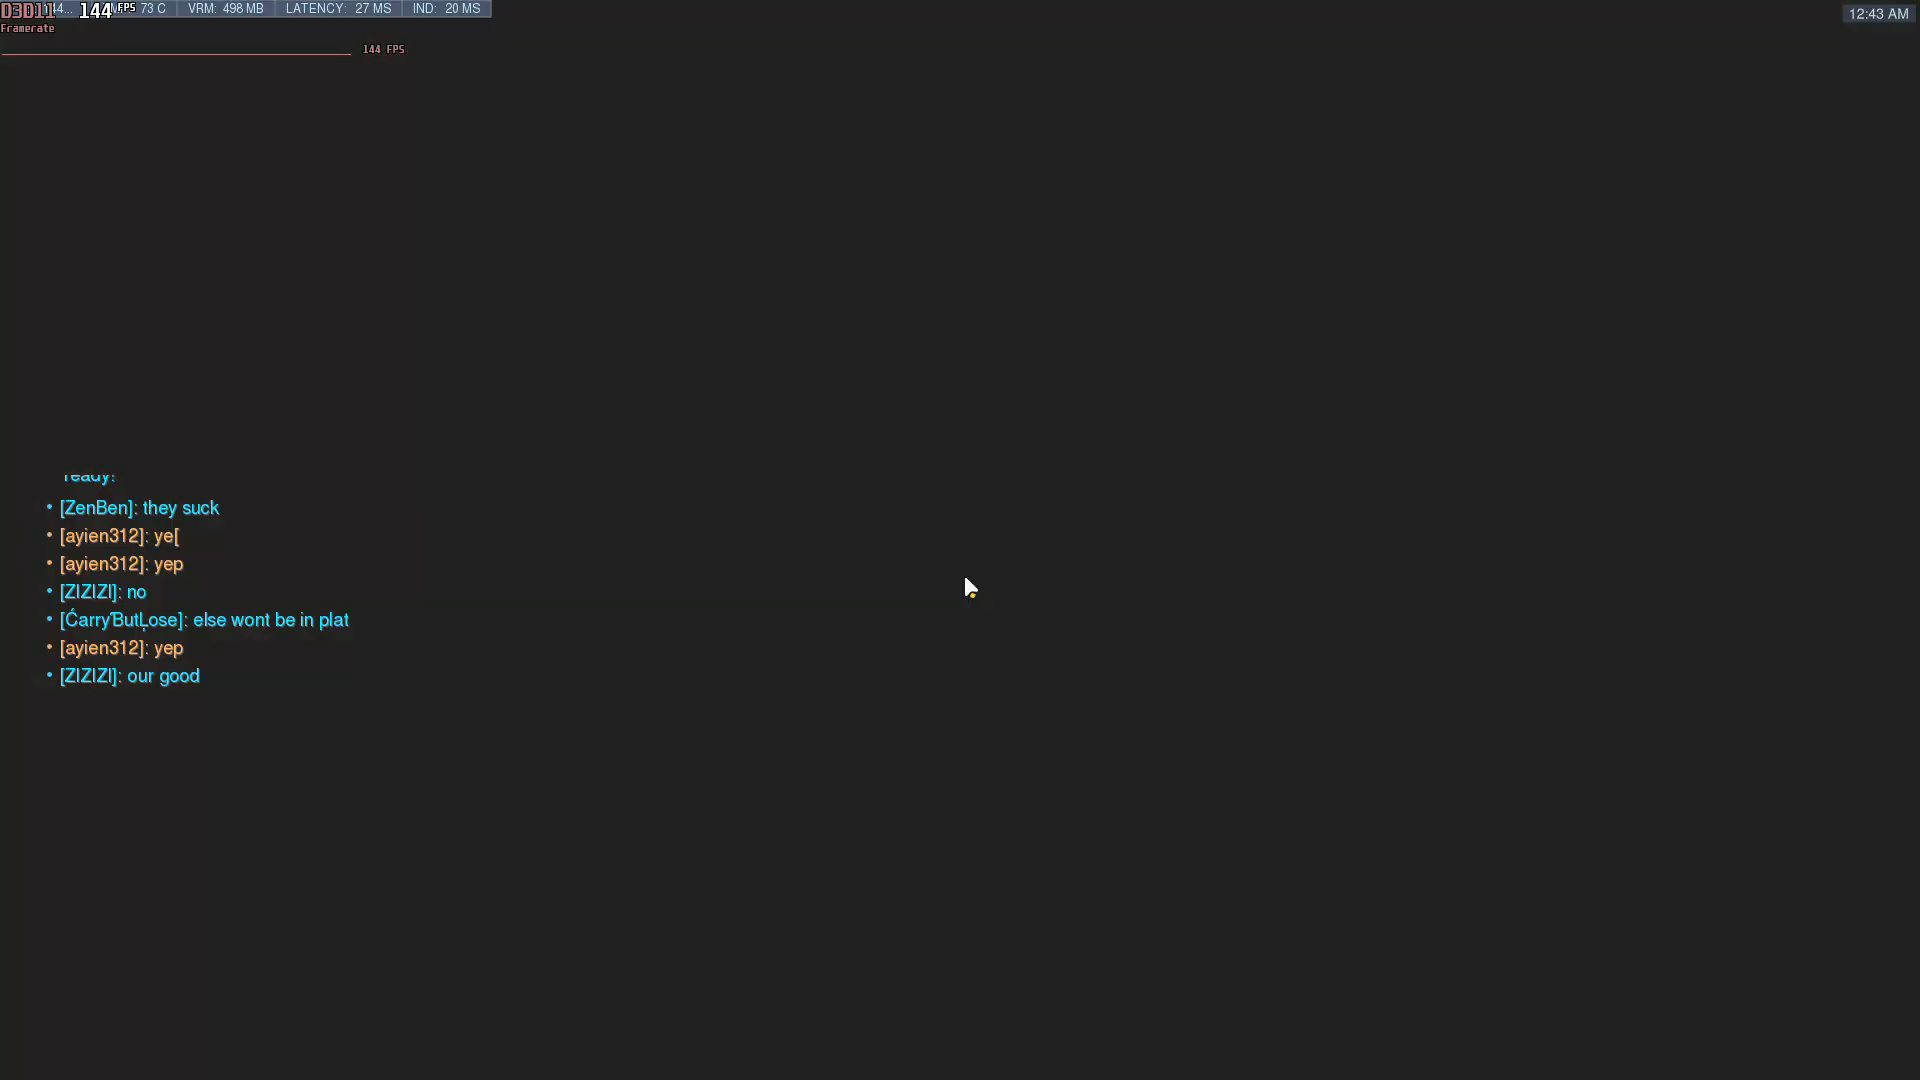 D3D11 144 FPS 73 C VRM: 498 MB LATENCY: 27 MS IND: 20 MS 12:43 AM
Framerate
144 FPS
ready!
• [ZenBen]: they suck
• [ayien312]: ye[
• [ayien312]: yep
• [ZIZIZI]: no
• [ĆarryƁutĻose]: else wont be in plat
• [ayien312]: yep
• [ZIZIZI]: our good